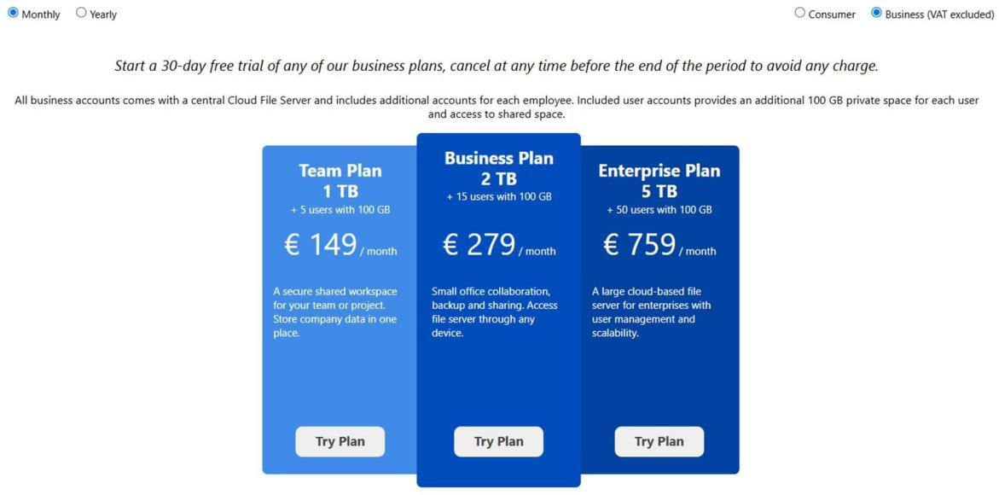 Monthly Yearly Consumer Business (VAT excluded)
Start a 30-day free trial of any of our business plans, cancel at any time before the end of the period to avoid any charge.
All business accounts comes with a central Cloud File Server and includes additional accounts for each employee. Included user accounts provides an additional 100 GB private space for each user
and access to shared space.
Team Plan
1 TB
+ 5 users with 100 GB
€ 149 / month
A secure shared workspace
for your team or project.
Store company data in one
place.
Try Plan
Business Plan
2 TB
+ 15 users with 100 GB
€ 279 / month
Small office collaboration,
backup and sharing. Access
file server through any
device.
Try Plan
Enterprise Plan
5 TB
+ 50 users with 100 GB
€ 759 / month
A large cloud-based file
server for enterprises with
user management and
scalability.
Try Plan